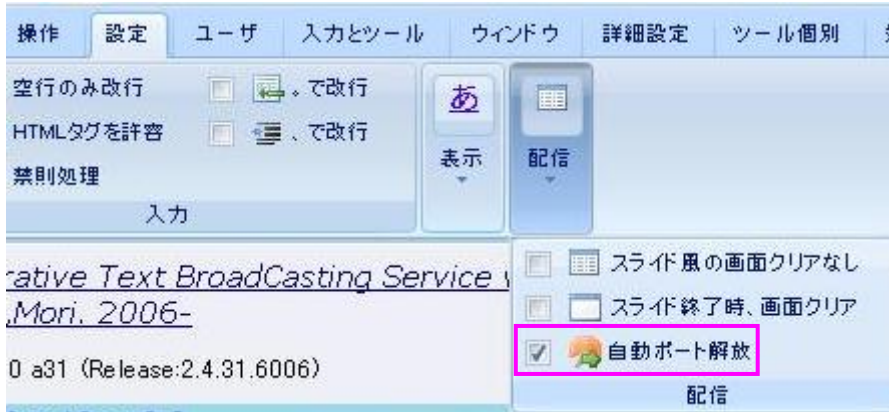 操作 設定 ユーザ 入力とツール ウィンドウ 詳細設定 ツール個別
空行のみ改行 。で改行
HTMLタグを許容 、で改行
禁則処理
入力
あ
表示
配信
スライド風の画面クリアなし
スライド終了時、画面クリア
自動ポート解放
配信
rative Text BroadCasting Service
.Mori. 2006-
0 a31 (Release:2.4.31.6006)